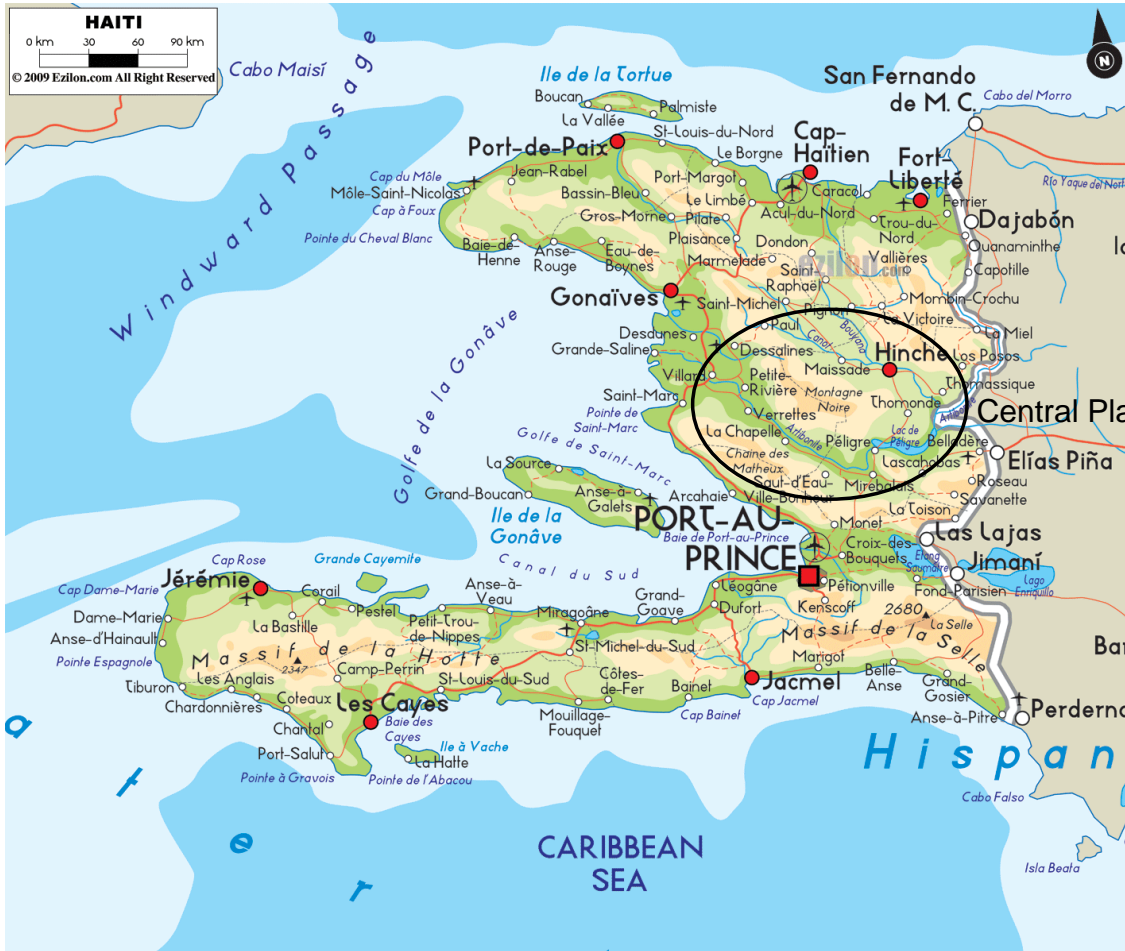 HAITI
0 km 30 60 90 km
© 2009 Ezilon.com All Right Reserved
N
Cabo Maisí
Windward Passage
Ile de la Tortue
Boucan
Palmiste
La Vallée
San Fernando
de M. C.
Cabo del Morro
Port-de-Paix
St-Louis-du-Nord
Le Borgne
Cap-
Haïtien
Fort-
Liberté
Cap du Môle
Môle-Saint-Nicolas
Cap à Foux
Jean-Rabel
Bassin-Bleu
Port-Margot
Le Limbé
Caracol
Ferrier
Río Yaque del Nort
Gros-Morne
Pilate
Acul-du-Nord
Trou-du-
Nord
Dajabón
Pointe du Cheval Blanc
Baie-de-
Henne
Anse-
Rouge
Eau-de-
Boynes
Plaisance
Marmelade
Dondon
ezilon.com
Saint-
Raphaël
Vallières
Ouanaminthe
Capotille
Gonaïves
Saint-Michel
Pignon
Mombin-Crochu
La Victoire
La Miel
Golfe de la Gonâve
Desdunes
Grande-Saline
Paul
Canot
Bouyaha
Dessalines
Maissade
Hinche
Los Posos
Villard
Petite-
Rivière
Montagne
Noire
Thomassique
Saint-Marc
Pointe de
Saint-Marc
Verrettes
Thomonde
Artibonite
Central Pla
La Chapelle
Artibonite
Péligre
Lac de
Péligre
Belladère
Elías Piña
Golfe de Saint-Marc
Chaine des
Matheux
Lascahobas
La Source
Saut-d'Eau-
Ville-Bonheur
Mirebalais
Roseau
Savanette
Grand-Boucan
Anse-à-
Galets
Arcahaie
La Toison
Ile de la
Gonâve
PORT-AU-
PRINCE
Baie de Port-au-Prince
Monet
Las Lajas
Croix-des-
Bouquets
Etang
Saumâtre
Jimaní
Lago
Enriquillo
Canal du Sud
Cap Rose
Grande Cayemite
Cap Dame-Marie
Jérémie
Corail
Pestel
Anse-à-
Veau
Grand-
Goave
Léogâne
Pétionville
Fond-Parisien
Dame-Marie
La Bastille
Petit-Trou-
de-Nippes
Miragoâne
Dufort
Kenscoff
2680
La Selle
Anse-d'Hainault
Massif de la Hotte
2347
St-Michel-du-Sud
Massif de la Selle
Pointe Espagnole
Camp-Perrin
Marigot
Tiburon
Les Anglais
St-Louis-du-Sud
Côtes-
de-Fer
Bainet
Jacmel
Belle-
Anse
Grand-
Gosier
Chardonnières
Coteaux
Les Cayes
Baie des
Cayes
Mouillage-
Fouquet
Cap Bainet
Cap Jacmel
Anse-à-Pitre
Perderna
Chantal
Ile à Vache
Port-Salut
La Hatte
Pointe à Gravois
Pointe de l'Abacou
Hispan
Cabo Falso
Bar
CARIBBEAN
SEA
Isla Beata
a t e r